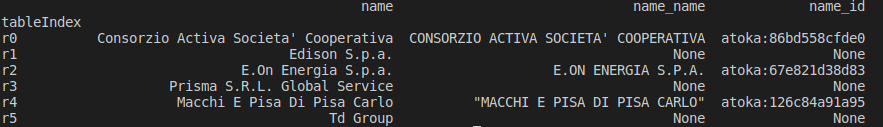 name name_name name_id
tableIndex
r0 Consorzio Activa Societa' Cooperativa CONSORZIO ACTIVA SOCIETA' COOPERATIVA atoka:86bd558cfde0
r1 Edison S.p.a. None None
r2 E.On Energia S.p.a. E.ON ENERGIA S.P.A. atoka:67e821d38d83
r3 Prisma S.R.L. Global Service None None
r4 Macchi E Pisa Di Pisa Carlo "MACCHI E PISA DI PISA CARLO" atoka:126c84a91a95
r5 Td Group None None